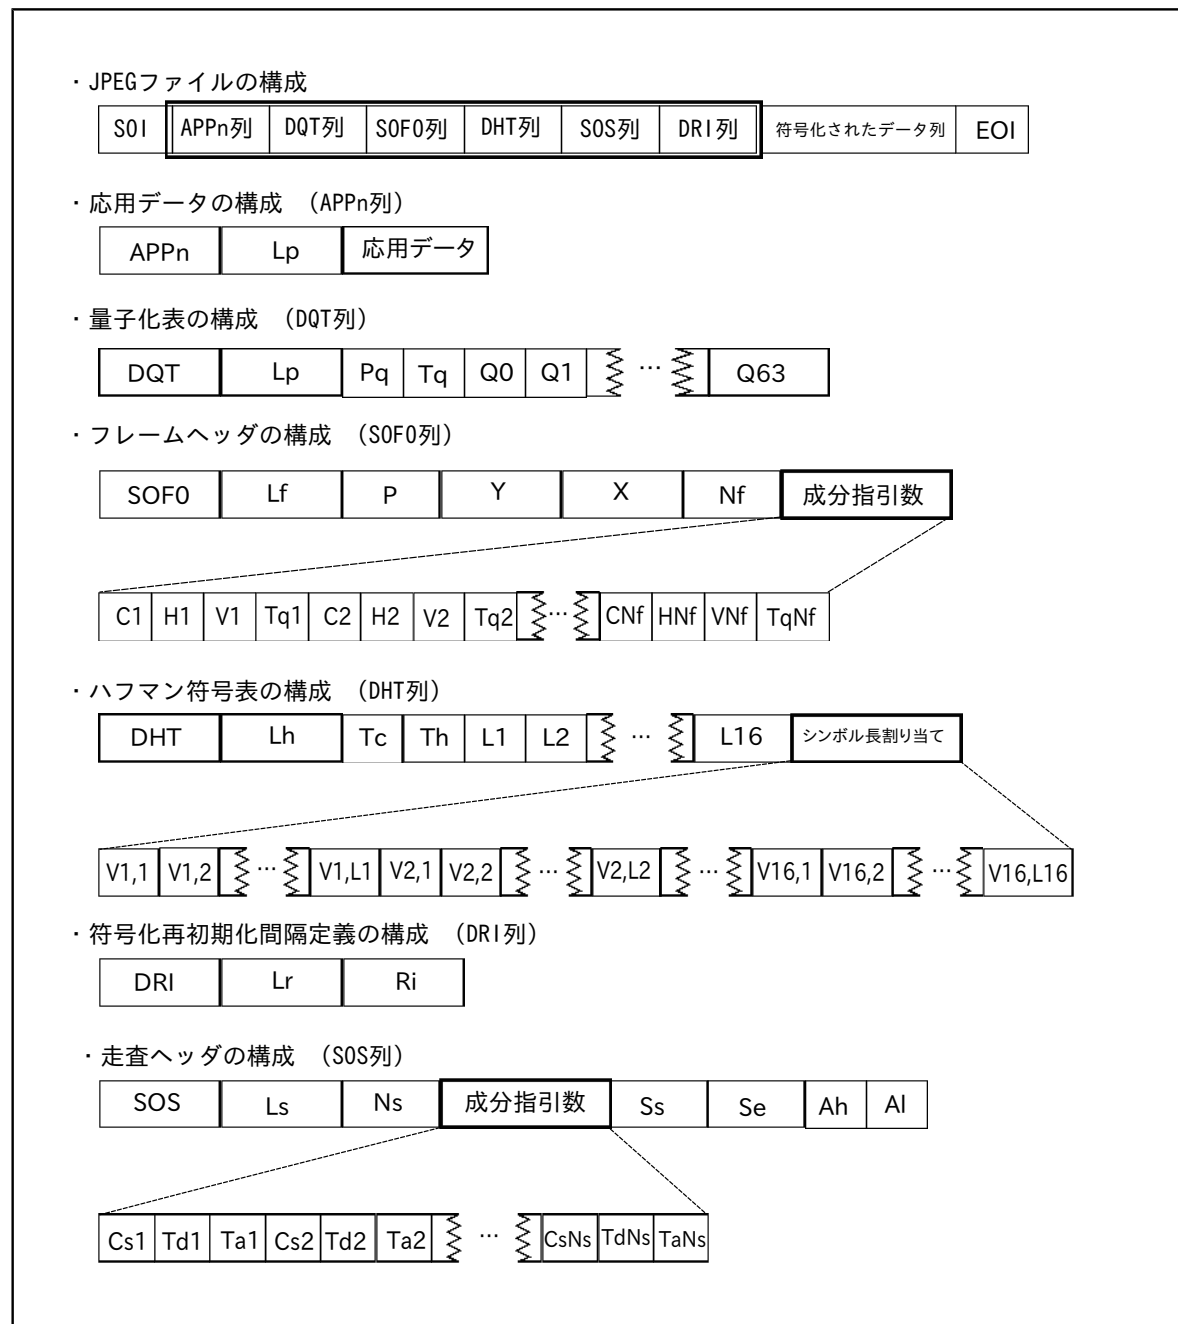 ・JPEGファイルの構成
SOI APPn列 DQT列 SOF0列 DHT列 SOS列 DRI列 符号化されたデータ列 EOI
・応用データの構成 (APPn列)
APPn Lp 応用データ
・量子化表の構成 (DQT列)
DQT Lp Pq Tq Q0 Q1 … Q63
・フレームヘッダの構成 (SOF0列)
SOF0 Lf P Y X Nf 成分指引数
C1 H1 V1 Tq1 C2 H2 V2 Tq2 … CNf HNf VNf TqNf
・ハフマン符号表の構成 (DHT列)
DHT Lh Tc Th L1 L2 … L16 シンボル長割り当て
V1,1 V1,2 … V1,L1 V2,1 V2,2 … V2,L2 … V16,1 V16,2 … V16,L16
・符号化再初期化間隔定義の構成 (DRI列)
DRI Lr Ri
・走査ヘッダの構成 (SOS列)
SOS Ls Ns 成分指引数 Ss Se Ah Al
Cs1 Td1 Ta1 Cs2 Td2 Ta2 … CsNs TdNs TaNs